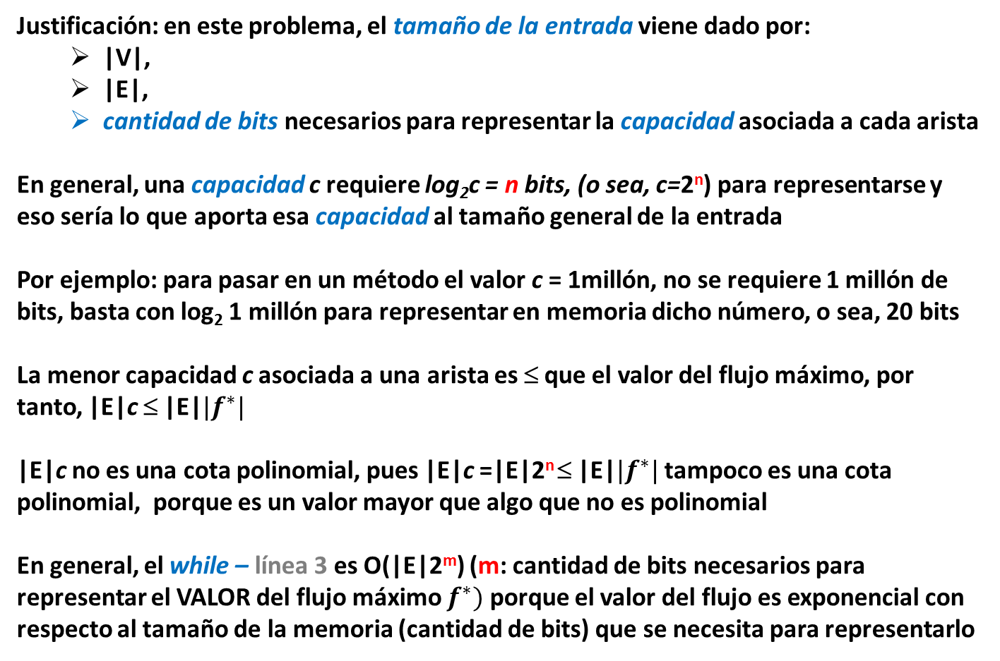 Justificación: en este problema, el tamaño de la entrada viene dado por:
➢ |V|,
➢ |E|,
➢ cantidad de bits necesarios para representar la capacidad asociada a cada arista
En general, una capacidad c requiere log₂c = n bits, (o sea, c=2ⁿ) para representarse y
eso sería lo que aporta esa capacidad al tamaño general de la entrada
Por ejemplo: para pasar en un método el valor c = 1millón, no se requiere 1 millón de
bits, basta con log₂ 1 millón para representar en memoria dicho número, o sea, 20 bits
La menor capacidad c asociada a una arista es ≤ que el valor del flujo máximo, por
tanto, |E|c ≤ |E||f*|
|E|c no es una cota polinomial, pues |E|c =|E|2ⁿ≤ |E||f*| tampoco es una cota
polinomial, porque es un valor mayor que algo que no es polinomial
En general, el while – línea 3 es O(|E|2ᵐ) (m: cantidad de bits necesarios para
representar el VALOR del flujo máximo f*) porque el valor del flujo es exponencial con
respecto al tamaño de la memoria (cantidad de bits) que se necesita para representarlo